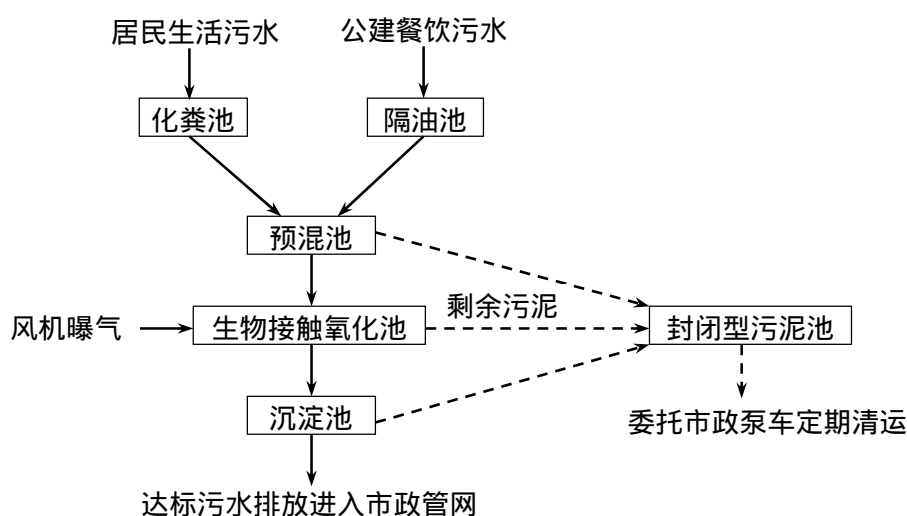 居民生活污水
公建餐饮污水
化粪池
隔油池
预混池
剩余污泥
风机曝气
生物接触氧化池
封闭型污泥池
沉淀池
委托市政泵车定期清运
达标污水排放进入市政管网